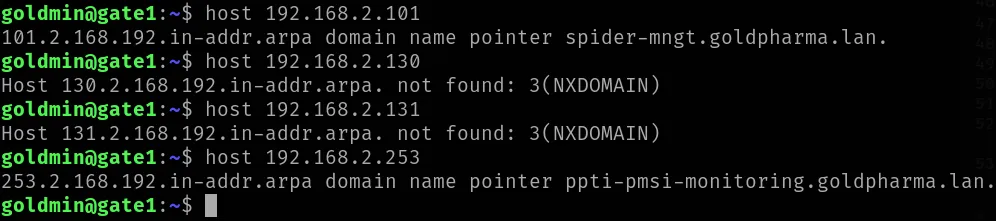 goldmin@gate1:~$ host 192.168.2.101
101.2.168.192.in-addr.arpa domain name pointer spider-mngt.goldpharma.lan.
goldmin@gate1:~$ host 192.168.2.130
Host 130.2.168.192.in-addr.arpa. not found: 3(NXDOMAIN)
goldmin@gate1:~$ host 192.168.2.131
Host 131.2.168.192.in-addr.arpa. not found: 3(NXDOMAIN)
goldmin@gate1:~$ host 192.168.2.253
253.2.168.192.in-addr.arpa domain name pointer ppti-pmsi-monitoring.goldpharma.lan.
goldmin@gate1:~$